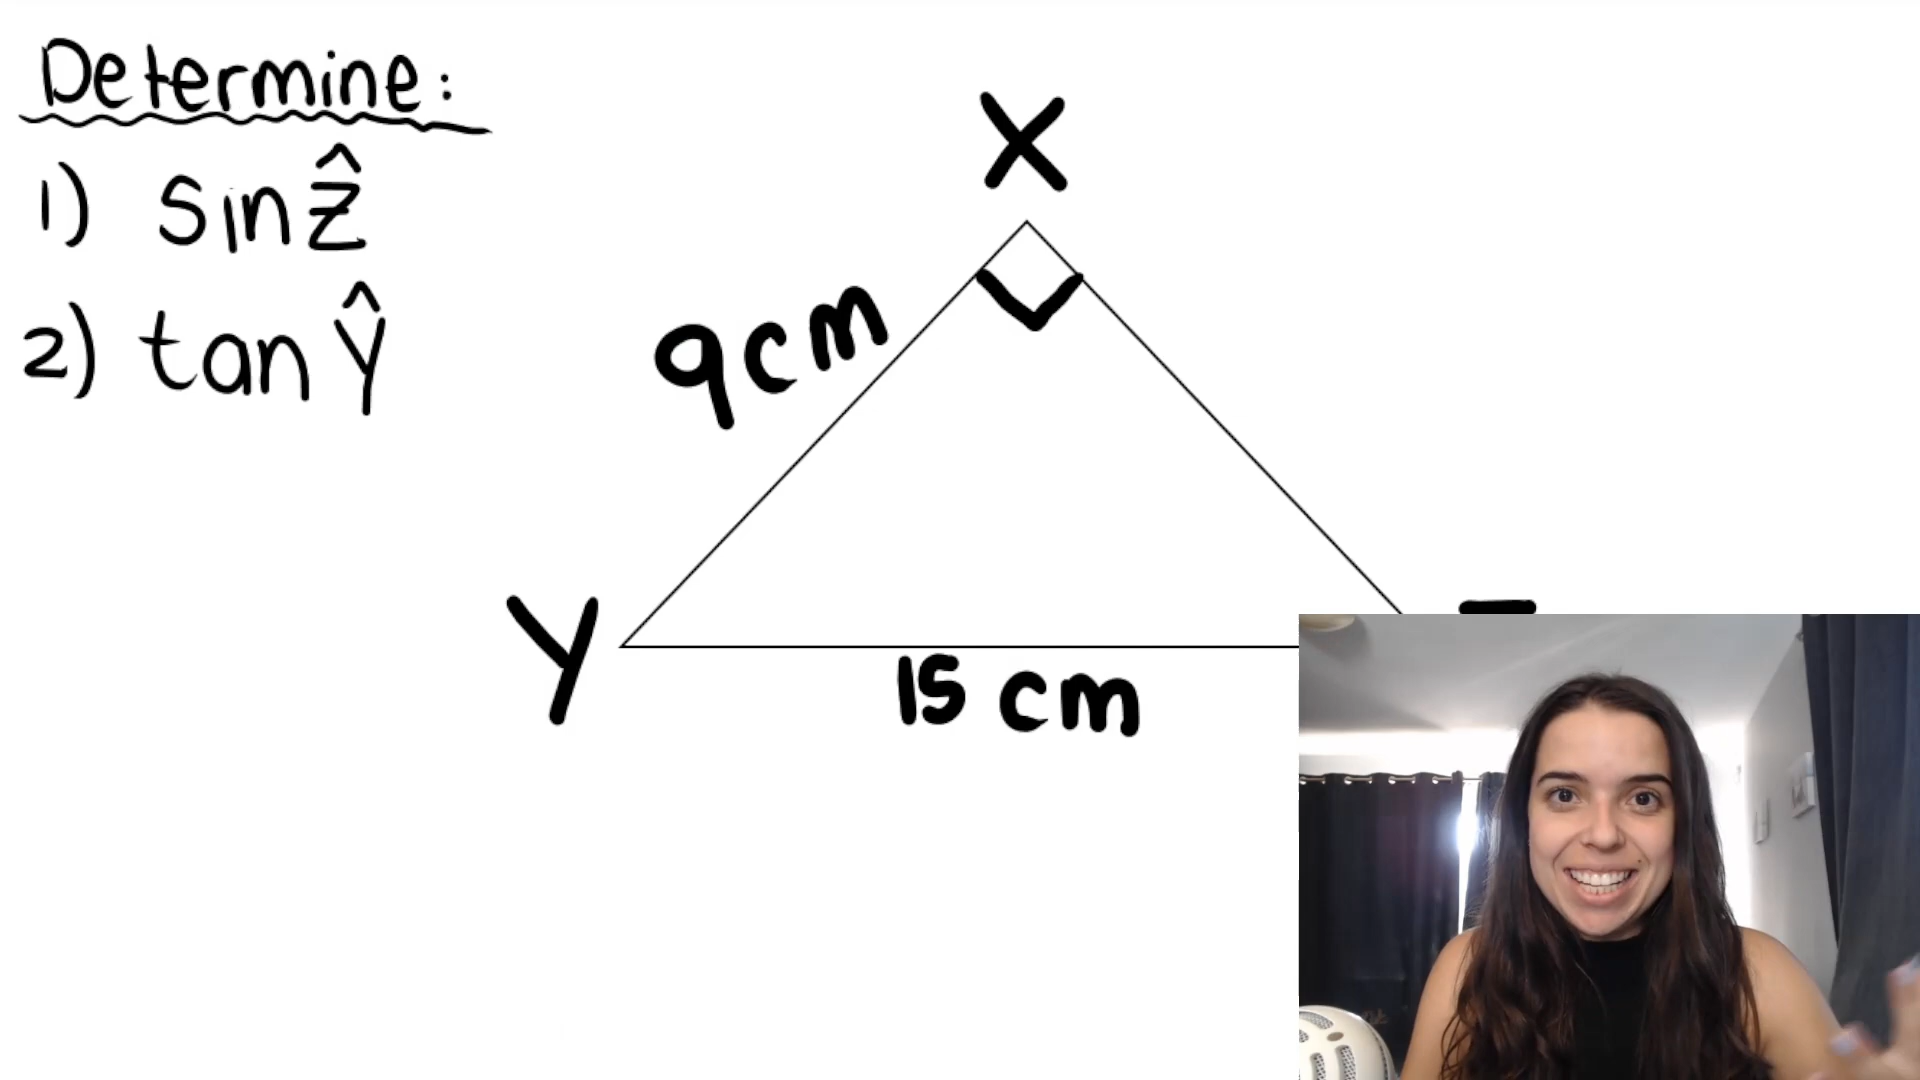 Determine:
1) sin Ẑ
2) tan Ŷ
X
9cm
Y
15 cm